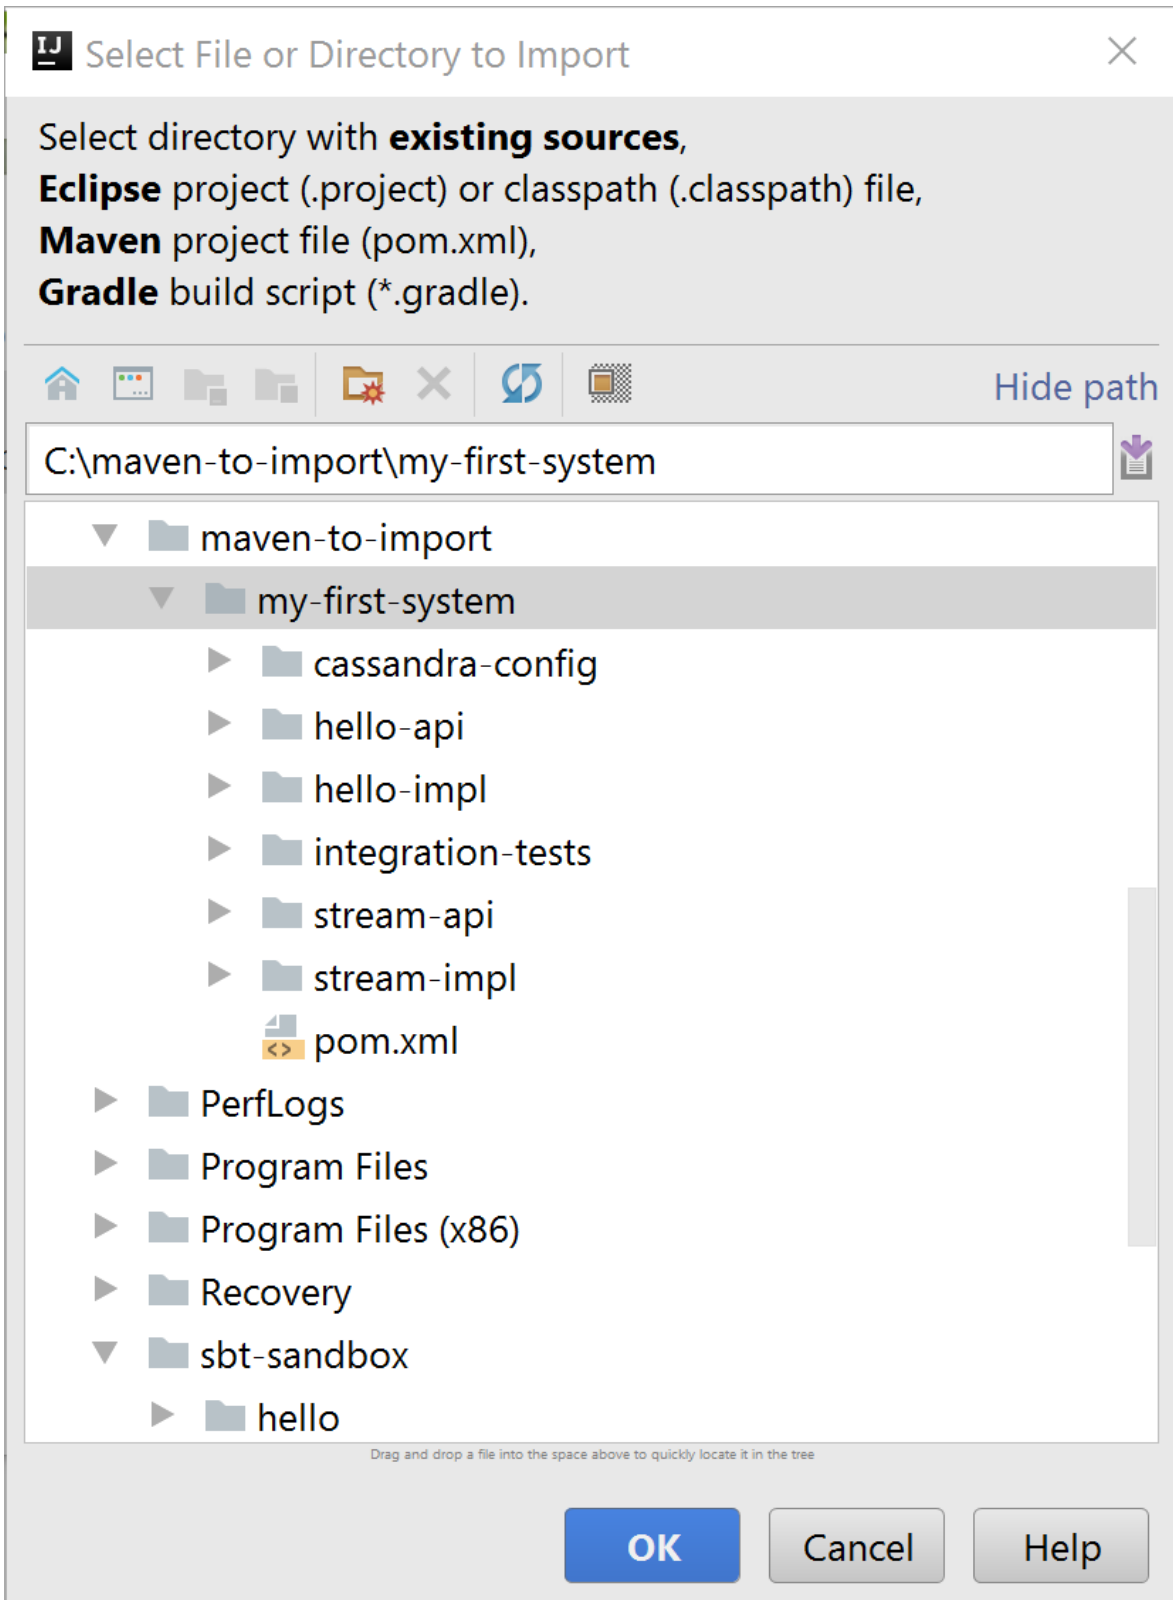 IJ
Select File or Directory to Import
Select directory with existing sources,
Eclipse project (.project) or classpath (.classpath) file,
Maven project file (pom.xml),
Gradle build script (*.gradle).
Hide path
C:\maven-to-import\my-first-system
maven-to-import
my-first-system
cassandra-config
hello-api
hello-impl
integration-tests
stream-api
stream-impl
pom.xml
PerfLogs
Program Files
Program Files (x86)
Recovery
sbt-sandbox
hello
Drag and drop a file into the space above to quickly locate it in the tree
OK Cancel Help